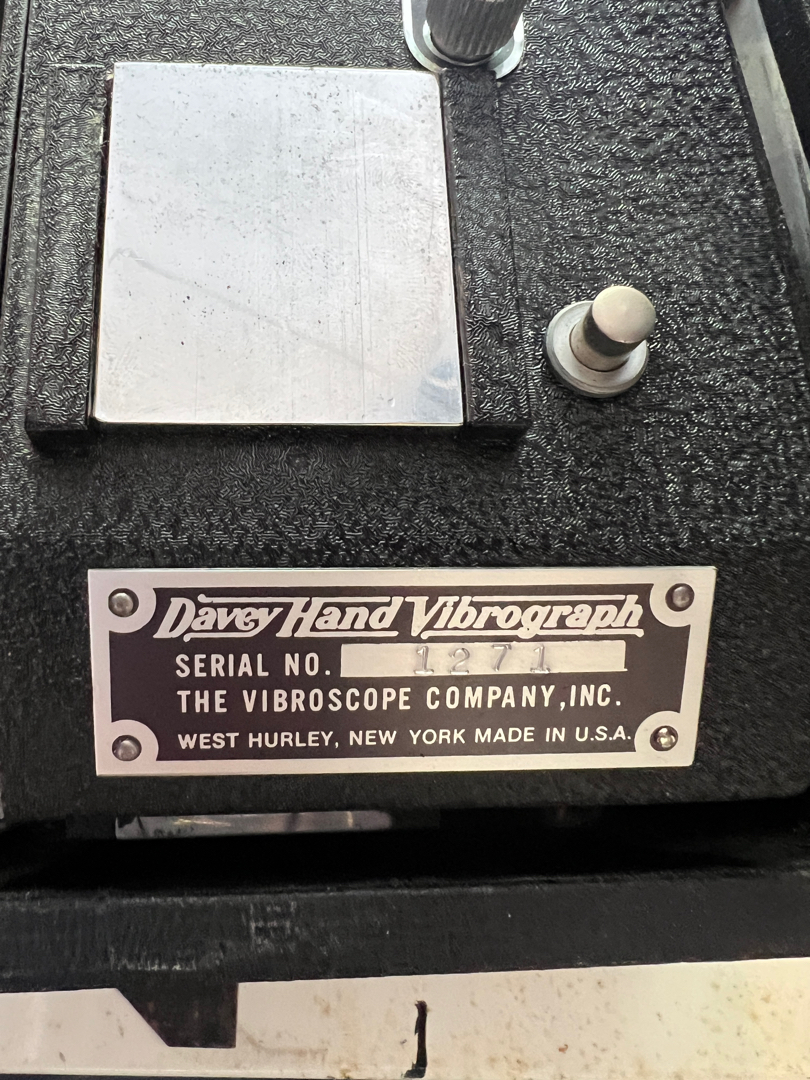 Davey Hand Vibrograph
SERIAL NO. 1271
THE VIBROSCOPE COMPANY, INC.
WEST HURLEY, NEW YORK MADE IN U.S.A.